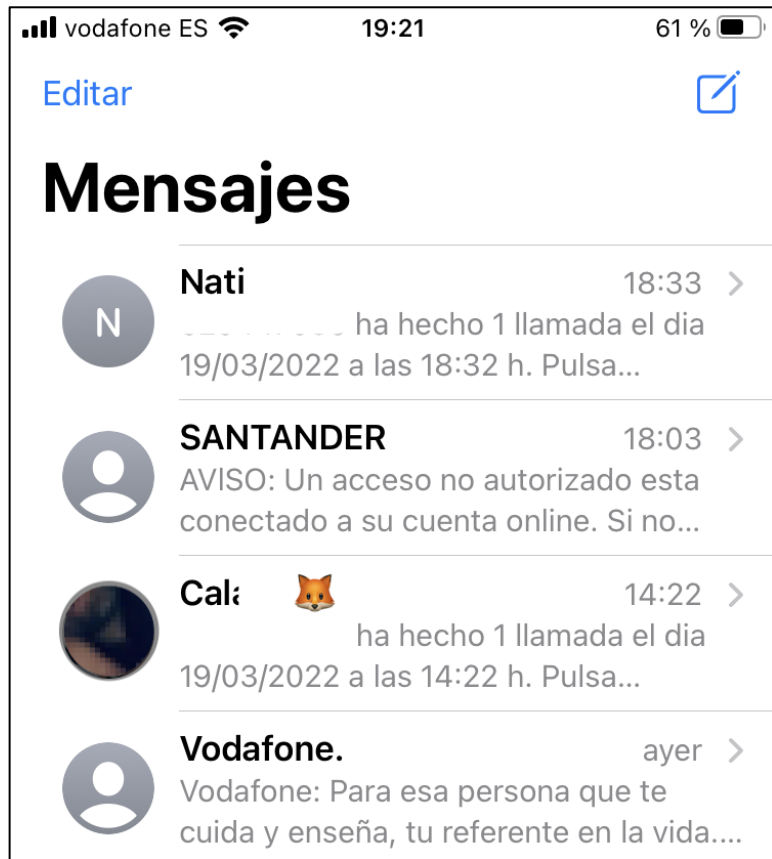 vodafone ES 19:21 61 %
Editar
Mensajes
Nati 18:33
N
ha hecho 1 llamada el dia
19/03/2022 a las 18:32 h. Pulsa...
SANTANDER 18:03
AVISO: Un acceso no autorizado esta
conectado a su cuenta online. Si no...
🦊 14:22
ha hecho 1 llamada el dia
19/03/2022 a las 14:22 h. Pulsa...
Vodafone. ayer
Vodafone: Para esa persona que te
cuida y enseña, tu referente en la vida....